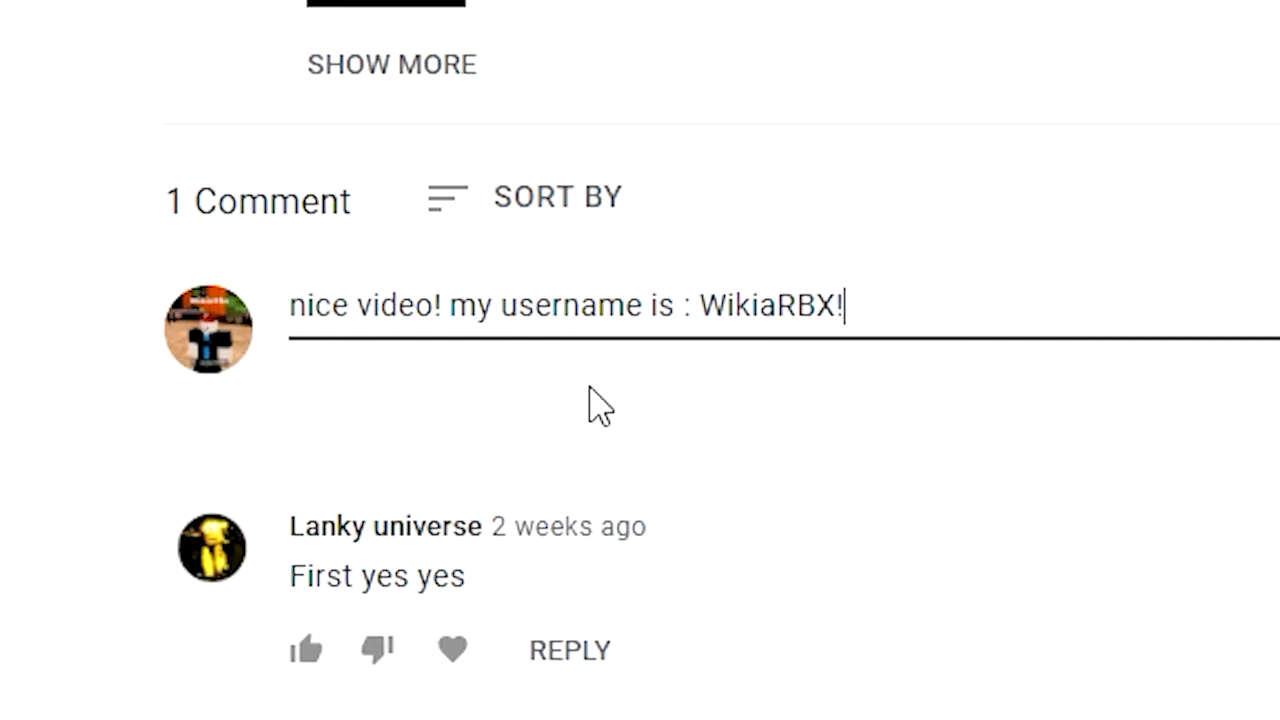 SHOW MORE
1 Comment
SORT BY
nice video! my username is : WikiaRBX!
Lanky universe 2 weeks ago
First yes yes
REPLY